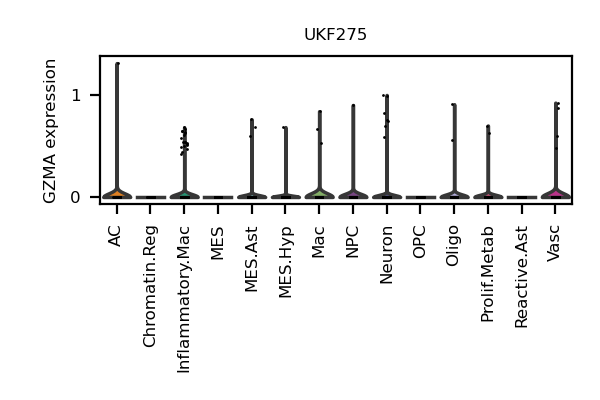 UKF275
GZMA expression
1
0
AC
Chromatin.Reg
Inflammatory.Mac
MES
MES.Ast
MES.Hyp
Mac
NPC
Neuron
OPC
Oligo
Prolif.Metab
Reactive.Ast
Vasc